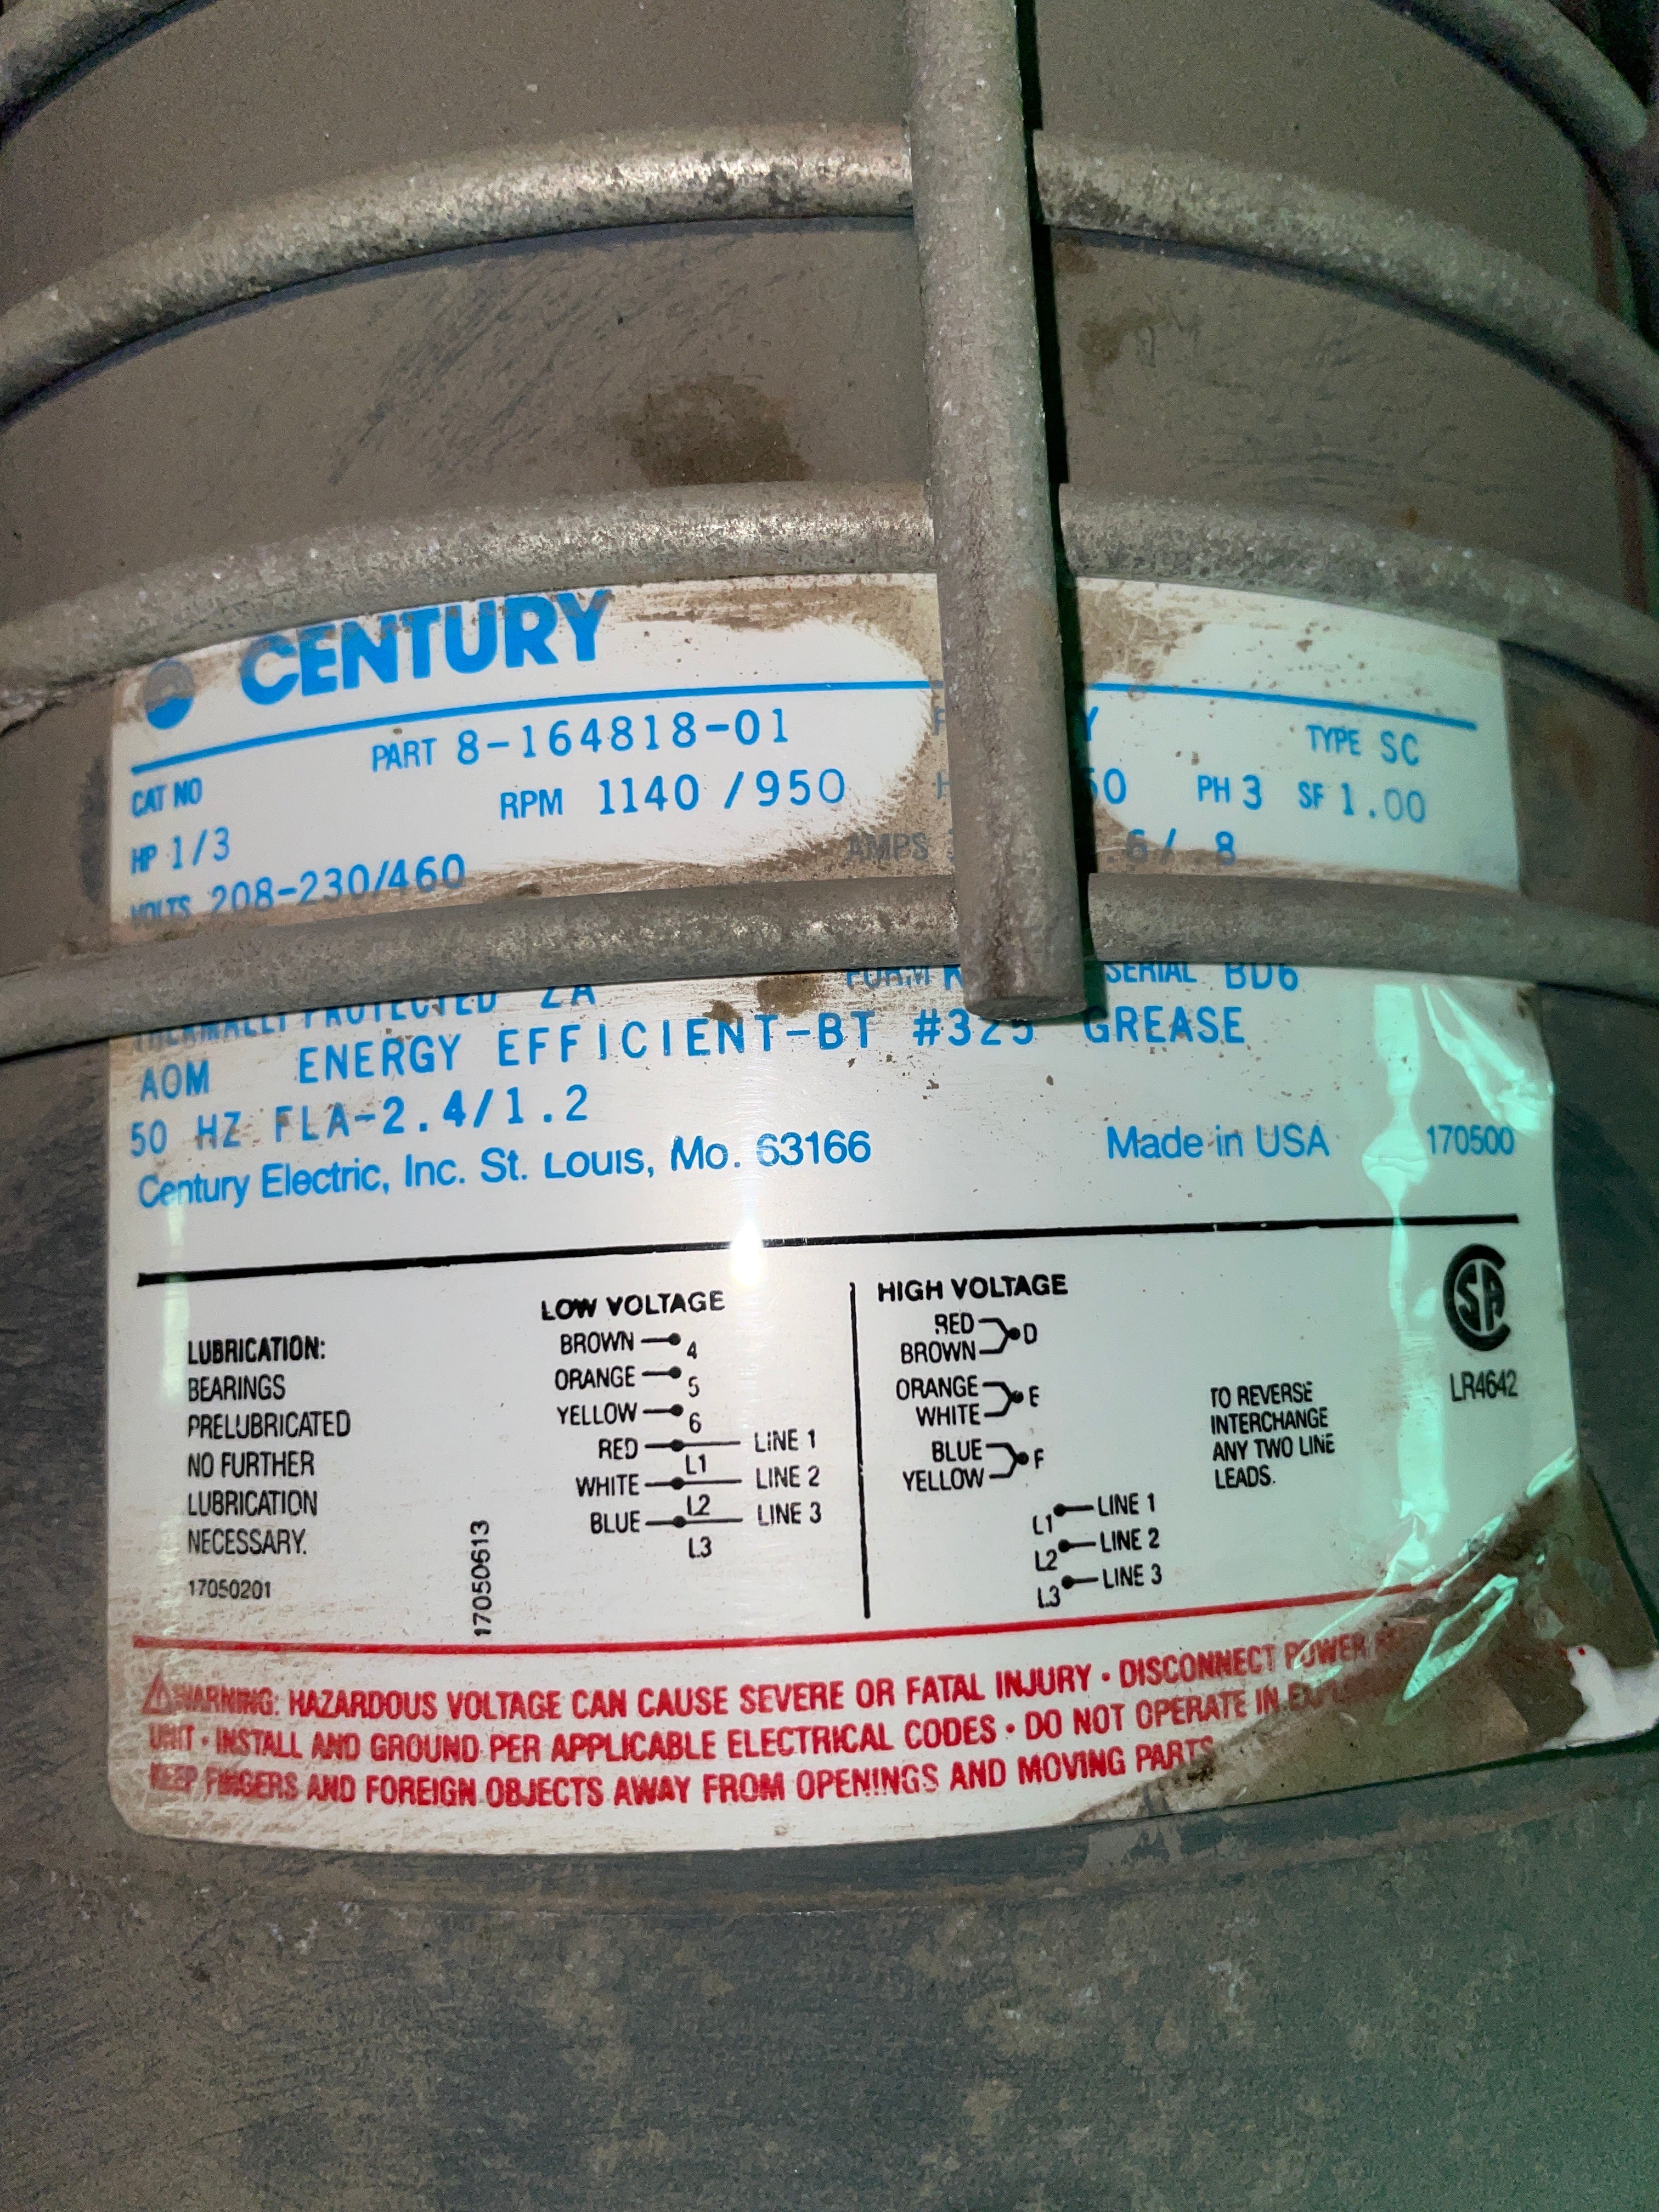 CENTURY
PART 8-164818-01
TYPE SC
CAT NO
RPM 1140 /950
PH 3 SF 1.00
HP 1/3
AMPS
VOLTS 208-230/460
THERMALLY PROTECTED ZA
FORM
SERIAL BD6
AOM ENERGY EFFICIENT-BT #325 GREASE
50 HZ FLA-2.4/1.2
Century Electric, Inc. St. Louis, Mo. 63166 Made in USA 170500
LUBRICATION:
BEARINGS
PRELUBRICATED
NO FURTHER
LUBRICATION
NECESSARY.
17050201
17050613
LOW VOLTAGE
BROWN 4
ORANGE 5
YELLOW 6
RED L1 LINE 1
WHITE L2 LINE 2
BLUE L3 LINE 3
HIGH VOLTAGE
RED
BROWN D
ORANGE
WHITE E
BLUE
YELLOW F
L1 LINE 1
L2 LINE 2
L3 LINE 3
TO REVERSE
INTERCHANGE
ANY TWO LINE
LEADS.
CSA
LR4642
WARNING: HAZARDOUS VOLTAGE CAN CAUSE SEVERE OR FATAL INJURY • DISCONNECT POWER
UNIT • INSTALL AND GROUND PER APPLICABLE ELECTRICAL CODES • DO NOT OPERATE IN
KEEP FINGERS AND FOREIGN OBJECTS AWAY FROM OPENINGS AND MOVING PARTS